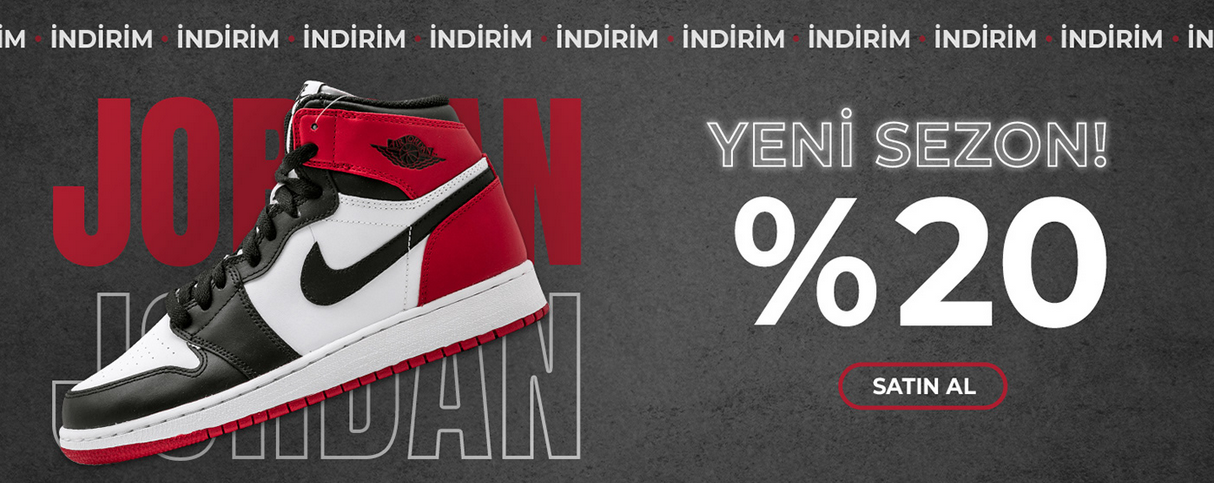 İNDİRİM • İNDİRİM • İNDİRİM • İNDİRİM • İNDİRİM • İNDİRİM • İNDİRİM • İNDİRİM • İNDİRİM
JORDAN
JORDAN
YENİ SEZON!
%20
SATIN AL